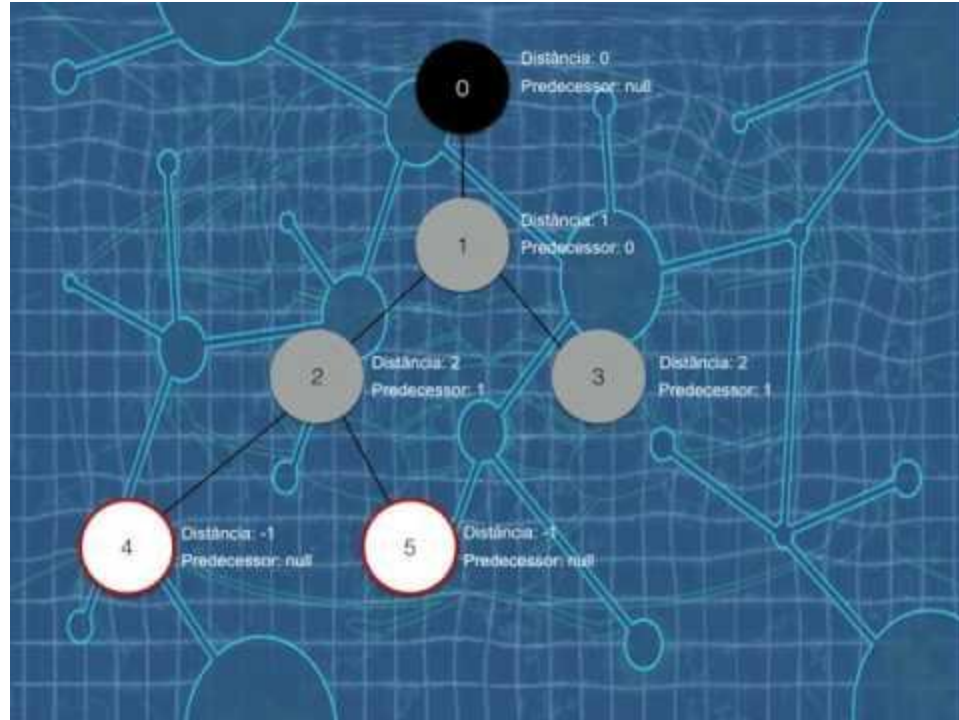 0
Distância: 0
Predecessor: null
1
Distância: 1
Predecessor: 0
2
Distância: 2
Predecessor: 1
3
Distância: 2
Predecessor: 1
4
Distância: -1
Predecessor: null
5
Distância: -1
Predecessor: null